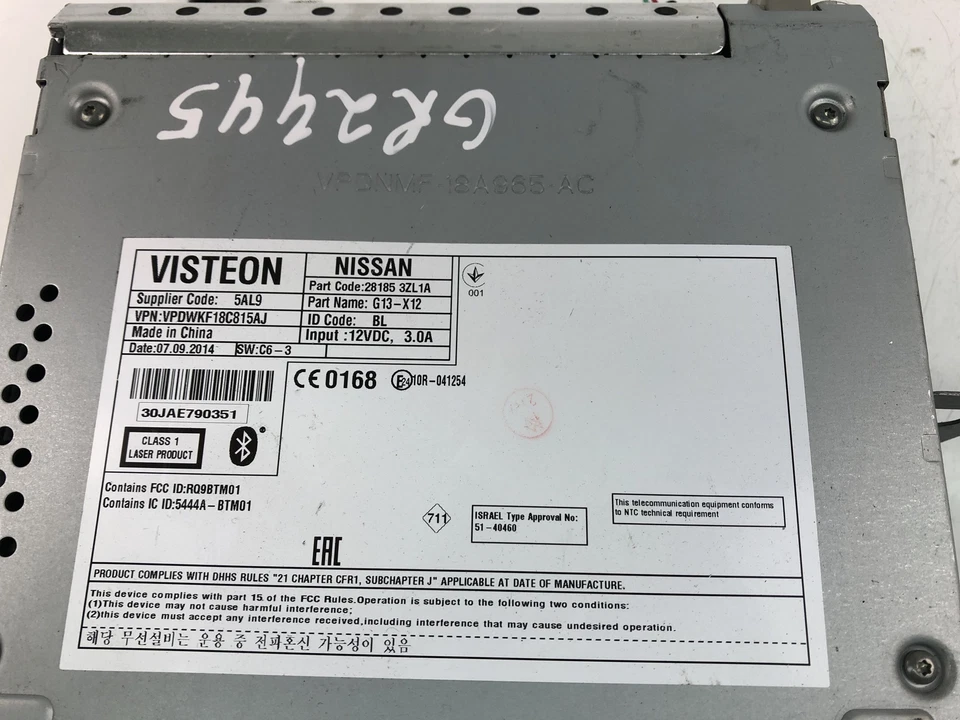 GR2445
VPDNMF-18A965-AC
VISTEON
NISSAN
Part Code:28185 3ZL1A
Supplier Code: 5AL9
Part Name: G13-X12
VPN:VPDWKF18C815AJ
ID Code: BL
Made in China
Input :12VDC, 3.0A
Date:07.09.2014 SW:C6-3
001
CE 0168 E24 10R-041254
30JAE790351
CLASS 1
LASER PRODUCT
Contains FCC ID:RQ9BTM01
Contains IC ID:5444A-BTM01
711
ISRAEL Type Approval No:
51-40460
This telecommunication equipment conforms
to NTC technical requirement
EAC
PRODUCT COMPLIES WITH DHHS RULES "21 CHAPTER CFR1, SUBCHAPTER J" APPLICABLE AT DATE OF MANUFACTURE.
This device complies with part 15 of the FCC Rules.Operation is subject to the following two conditions:
(1)This device may not cause harmful interference;
(2)this device must accept any interference received,including interference that may cause undesired operation.
해당 무선설비는 운용 중 전파혼신 가능성이 있음